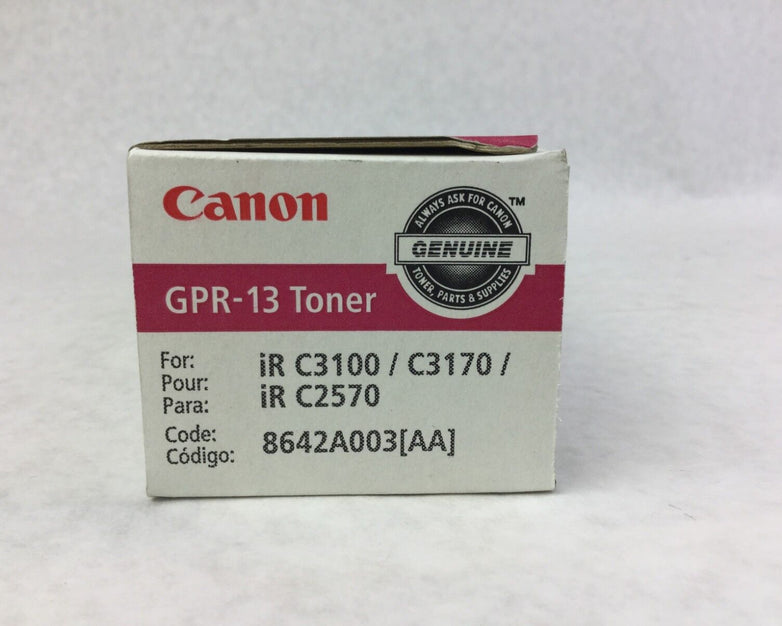 Canon
ALWAYS ASK FOR CANON
GENUINE
TONER, PARTS & SUPPLIES
™
GPR-13 Toner
For:
Pour:
Para:
iR C3100 / C3170 /
iR C2570
Code:
Código:
8642A003[AA]